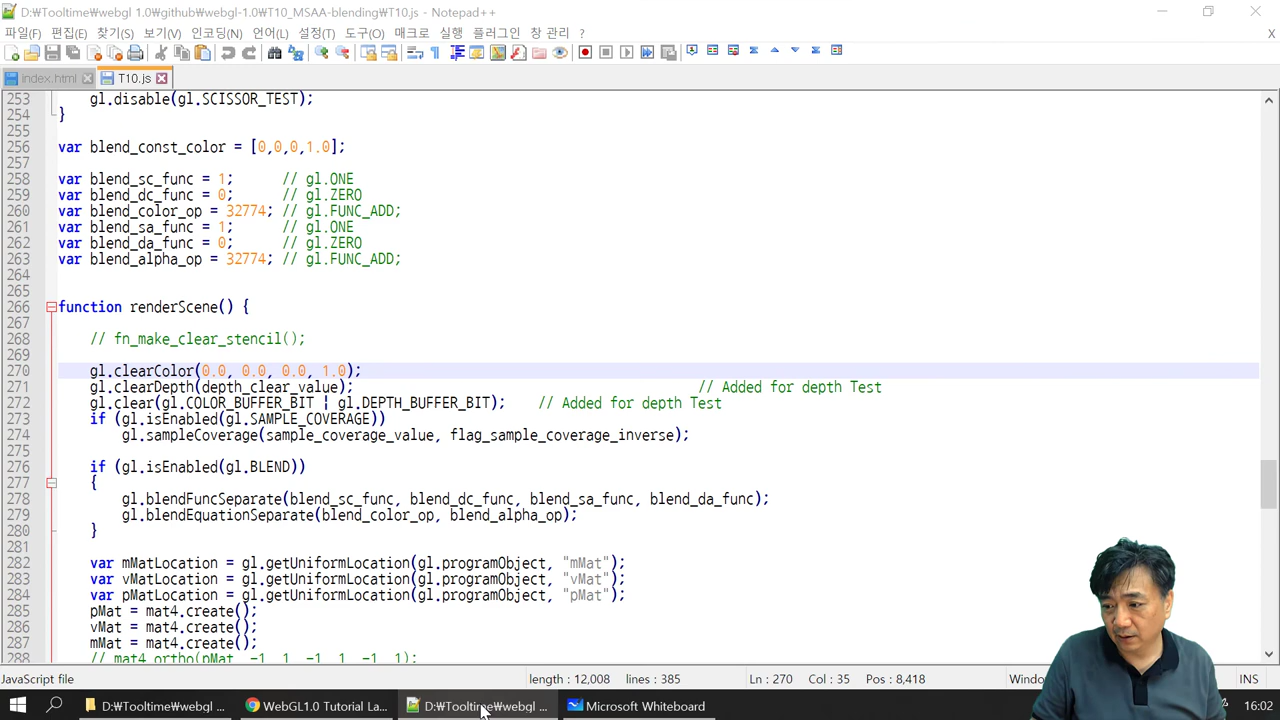 D:₩Tooltime₩webgl 1.0₩github₩webgl-1.0₩T10_MSAA-blending₩T10.js - Notepad++
파일(F) 편집(E) 찾기(S) 보기(V) 인코딩(N) 언어(L) 설정(T) 도구(O) 매크로 실행 플러그인 창 관리 ? X
index.html T10.js
253 gl.disable(gl.SCISSOR_TEST);
254 }
255
256 var blend_const_color = [0,0,0,1.0];
257
258 var blend_sc_func = 1; // gl.ONE
259 var blend_dc_func = 0; // gl.ZERO
260 var blend_color_op = 32774; // gl.FUNC_ADD;
261 var blend_sa_func = 1; // gl.ONE
262 var blend_da_func = 0; // gl.ZERO
263 var blend_alpha_op = 32774; // gl.FUNC_ADD;
264
265
266 function renderScene() {
267
268 // fn_make_clear_stencil();
269
270 gl.clearColor(0.0, 0.0, 0.0, 1.0);
271 gl.clearDepth(depth_clear_value); // Added for depth Test
272 gl.clear(gl.COLOR_BUFFER_BIT | gl.DEPTH_BUFFER_BIT); // Added for depth Test
273 if (gl.isEnabled(gl.SAMPLE_COVERAGE))
274 gl.sampleCoverage(sample_coverage_value, flag_sample_coverage_inverse);
275
276 if (gl.isEnabled(gl.BLEND))
277 {
278 gl.blendFuncSeparate(blend_sc_func, blend_dc_func, blend_sa_func, blend_da_func);
279 gl.blendEquationSeparate(blend_color_op, blend_alpha_op);
280 }
281
282 var mMatLocation = gl.getUniformLocation(gl.programObject, "mMat");
283 var vMatLocation = gl.getUniformLocation(gl.programObject, "vMat");
284 var pMatLocation = gl.getUniformLocation(gl.programObject, "pMat");
285 pMat = mat4.create();
286 vMat = mat4.create();
287 mMat = mat4.create();
288 // mat4.ortho(pMat, -1, 1, -1, 1, -1, 1);
JavaScript file length : 12,008 lines : 385 Ln : 270 Col : 35 Pos : 8,418 Windo INS
D:₩Tooltime₩webgl ... WebGL1.0 Tutorial La... D:₩Tooltime₩webgl ... Microsoft Whiteboard 16:02